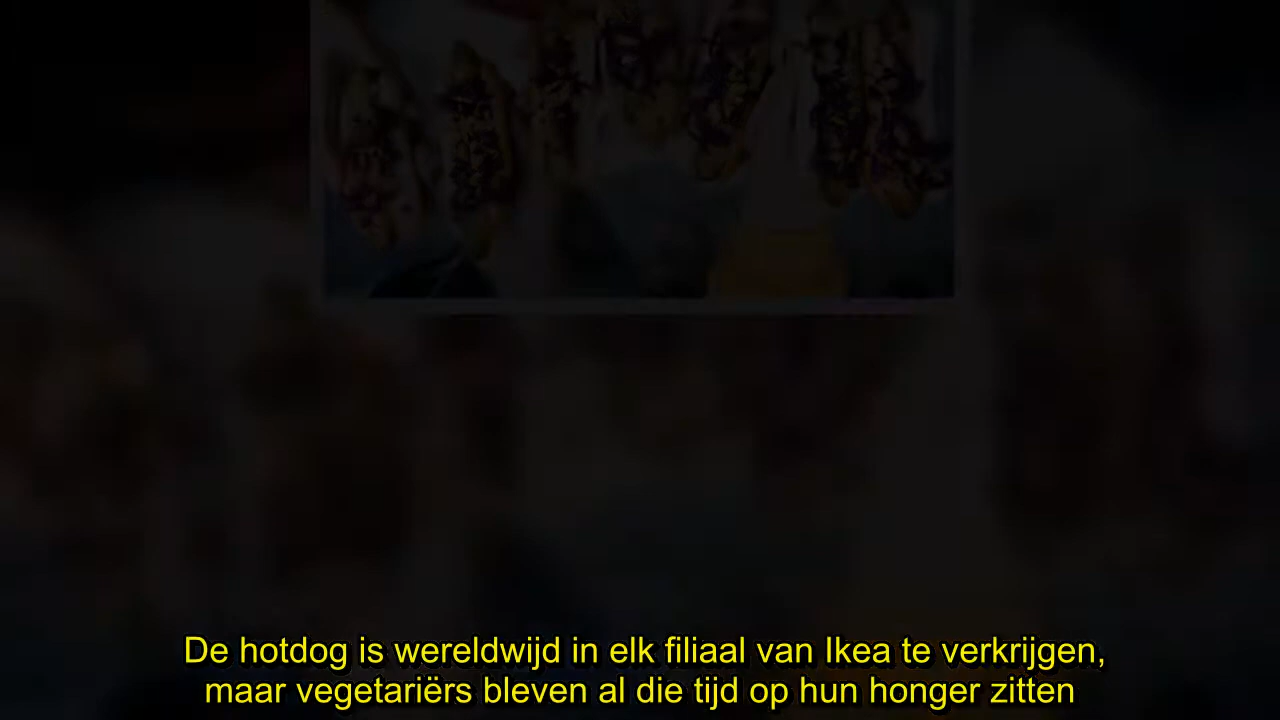 De hotdog is wereldwijd in elk filiaal van Ikea te verkrijgen,
maar vegetariërs bleven al die tijd op hun honger zitten